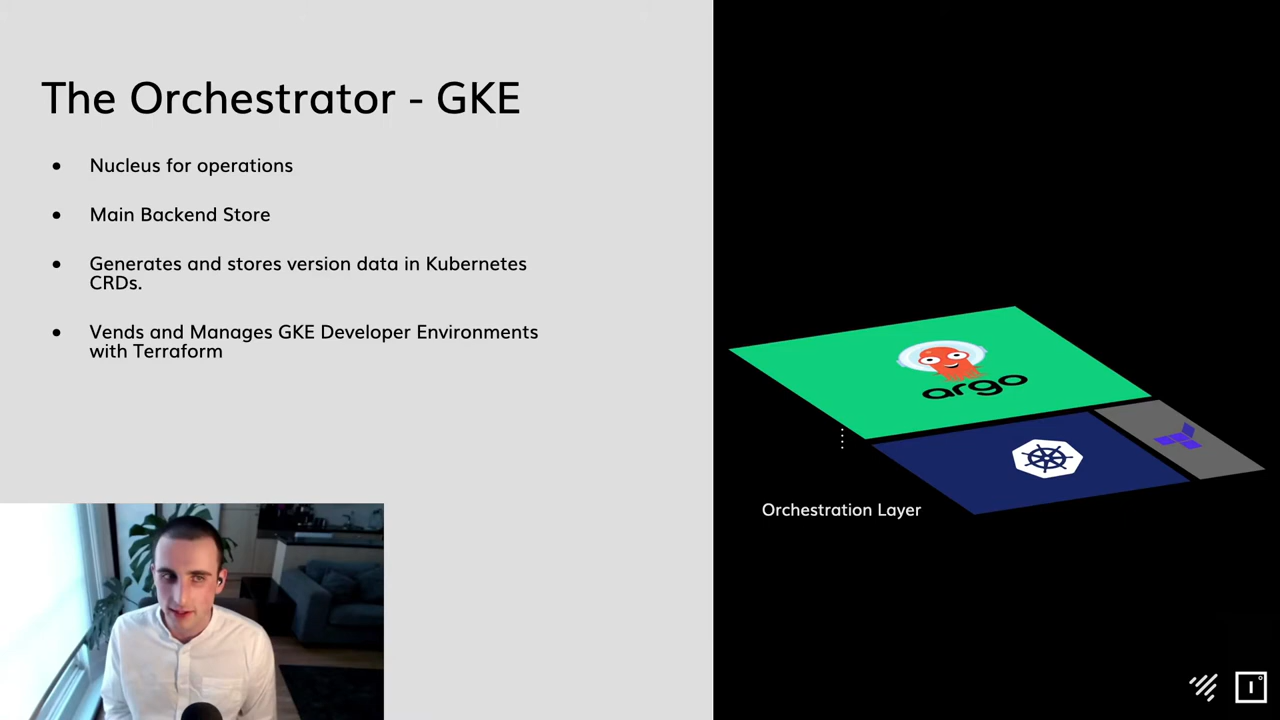 The Orchestrator - GKE
• Nucleus for operations
• Main Backend Store
• Generates and stores version data in Kubernetes
CRDs.
• Vends and Manages GKE Developer Environments
with Terraform
argo
Orchestration Layer
I